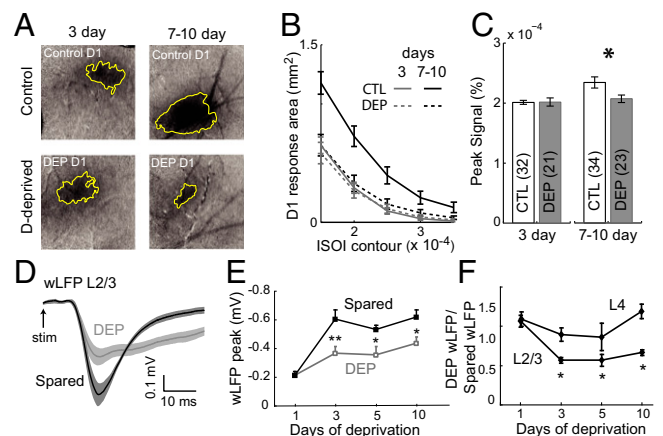 A
3 day
7-10 day
Control
Control D1
Control D1
D-deprived
DEP D1
DEP D1
B
D1 response area (mm²)
1.5
0
days
3 7-10
CTL
DEP
2
3
ISOI contour (x 10⁻⁴)
C
x 10⁻⁴
Peak Signal (%)
6
4
2
0
*
CTL (32)
DEP (21)
CTL (34)
DEP (23)
3 day
7-10 day
D
wLFP L2/3
stim
DEP
Spared
0.1 mV
10 ms
E
wLFP peak (mV)
-0.8
-0.6
-0.4
-0.2
0
Spared
**
*
*
DEP
1
3
5
10
Days of deprivation
F
DEP wLFP/
Spared wLFP
1.5
1.0
0.5
0
L4
L2/3
*
*
*
1
3
5
10
Days of deprivation